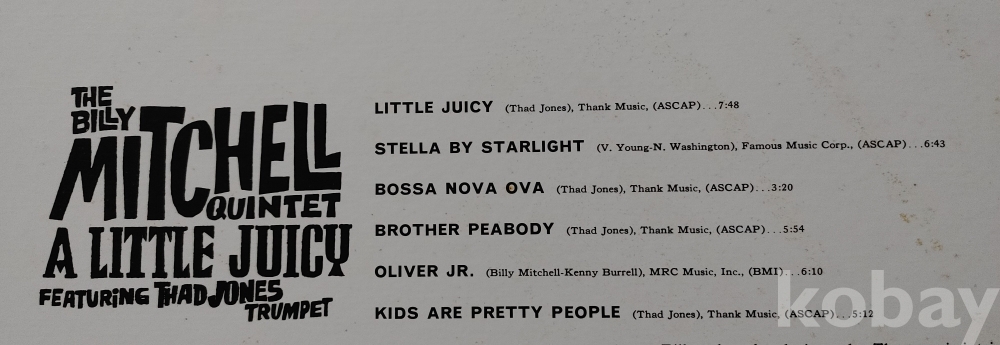 THE
BILLY
MITCHELL
QUINTET
A LITTLE JUICY
FEATURING THAD JONES
TRUMPET
LITTLE JUICY (Thad Jones), Thank Music, (ASCAP)...7:48
STELLA BY STARLIGHT (V. Young-N. Washington), Famous Music Corp., (ASCAP)...6:43
BOSSA NOVA OVA (Thad Jones), Thank Music, (ASCAP)...3:20
BROTHER PEABODY (Thad Jones), Thank Music, (ASCAP)...5:54
OLIVER JR. (Billy Mitchell-Kenny Burrell), MRC Music, Inc., (BMI)...6:10
KIDS ARE PRETTY PEOPLE (Thad Jones), Thank Music, (ASCAP)...5:12
kobay